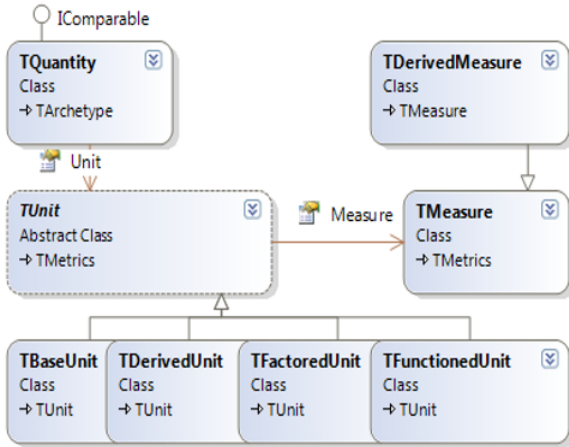 IComparable
TQuantity
Class
→ TArchetype
TDerivedMeasure
Class
→ TMeasure
Unit
TUnit
Abstract Class
→ TMetrics
Measure
TMeasure
Class
→ TMetrics
TBaseUnit
Class
→ TUnit
TDerivedUnit
Class
→ TUnit
TFactoredUnit
Class
→ TUnit
TFunctionedUnit
Class
→ TUnit